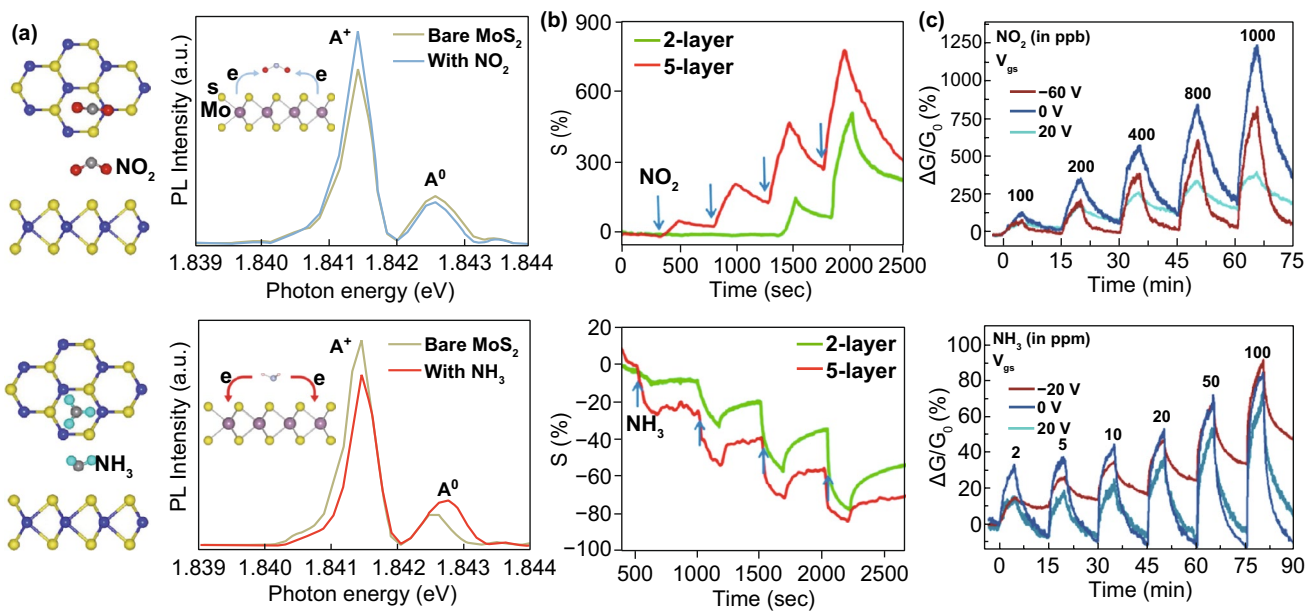 (a)
NO₂
PL Intensity (a.u.)
A⁺
Bare MoS₂
With NO₂
e
e
s
Mo
A⁰
1.839 1.840 1.841 1.842 1.843 1.844
Photon energy (eV)
(b)
S (%)
900
600
300
0
2-layer
5-layer
NO₂
0 500 1000 1500 2000 2500
Time (sec)
(c)
ΔG/G₀ (%)
1250
1000
750
500
250
0
NO₂ (in ppb)
V_gs
−60 V
0 V
20 V
100
200
400
800
1000
0 15 30 45 60 75
Time (min)
NH₃
PL Intensity (a.u.)
A⁺
Bare MoS₂
With NH₃
e
e
A⁰
1.839 1.840 1.841 1.842 1.843 1.844
Photon energy (eV)
S (%)
20
0
−20
−40
−60
−80
−100
2-layer
5-layer
NH₃
500 1000 1500 2000 2500
Time (sec)
ΔG/G₀ (%)
100
80
60
40
20
0
NH₃ (in ppm)
V_gs
−20 V
0 V
20 V
2
5
10
20
50
100
0 15 30 45 60 75 90
Time (min)